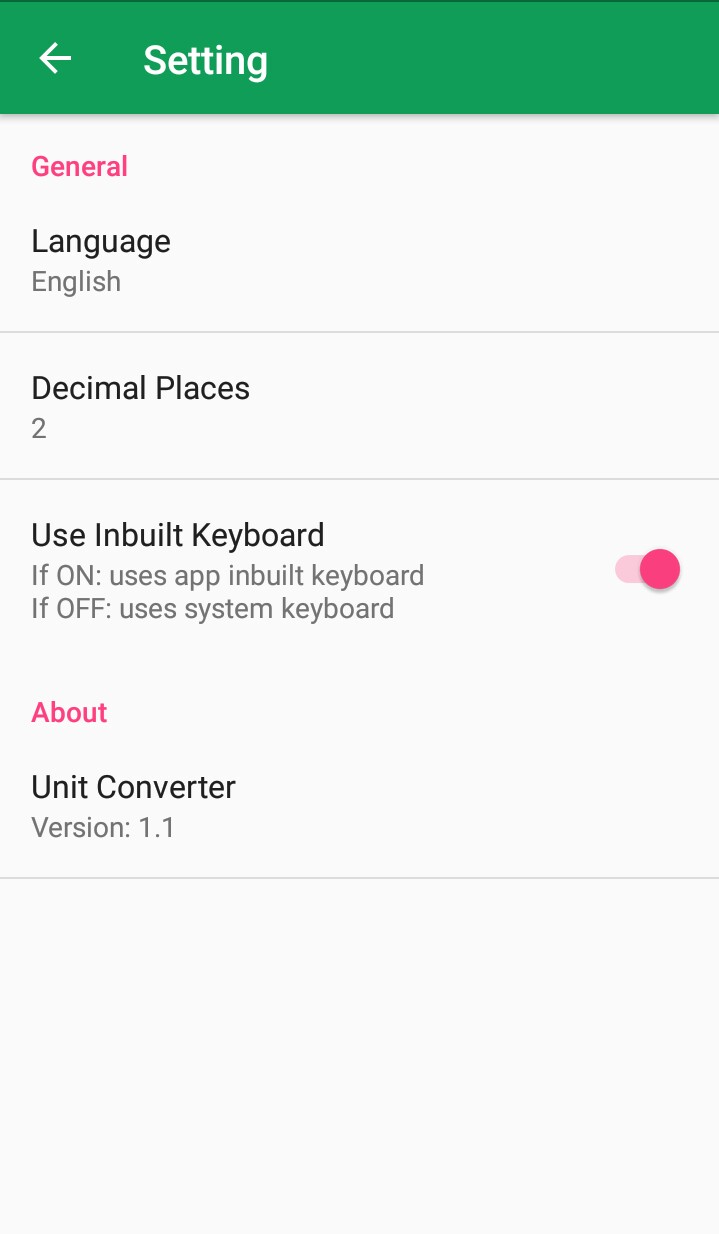 Setting
General
Language
English
Decimal Places
2
Use Inbuilt Keyboard
If ON: uses app inbuilt keyboard
If OFF: uses system keyboard
About
Unit Converter
Version: 1.1